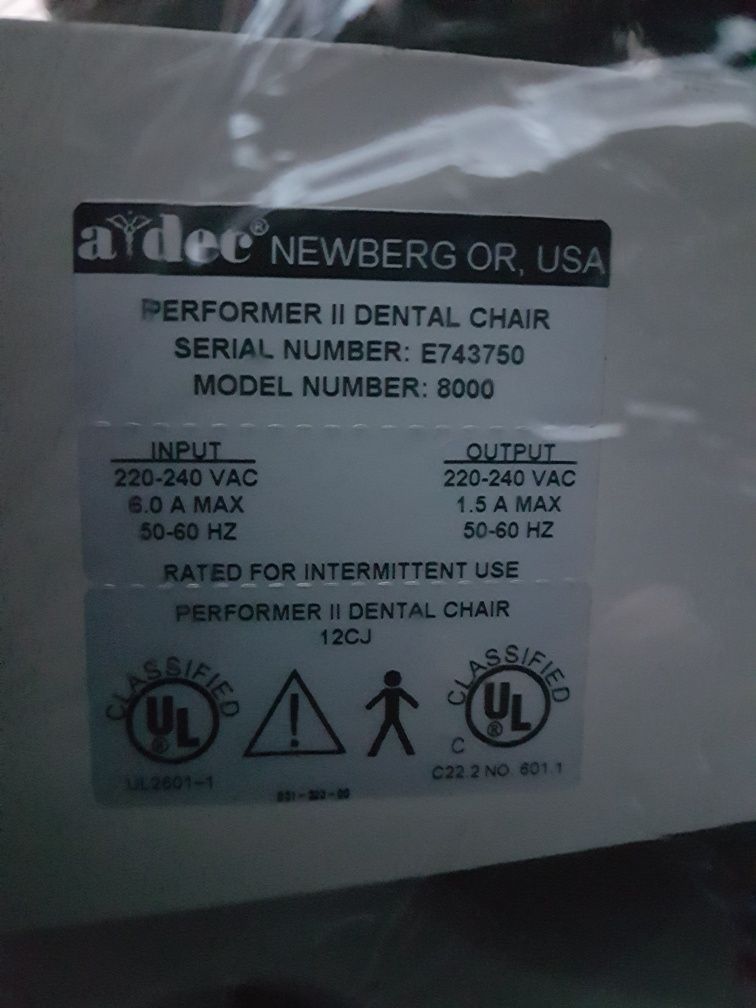 a dec® NEWBERG OR, USA
PERFORMER II DENTAL CHAIR
SERIAL NUMBER: E743750
MODEL NUMBER: 8000
INPUT
220-240 VAC
6.0 A MAX
50-60 HZ
OUTPUT
220-240 VAC
1.5 A MAX
50-60 HZ
RATED FOR INTERMITTENT USE
PERFORMER II DENTAL CHAIR
12CJ
CLASSIFIED
UL®
UL2601-1
!
CLASSIFIED
UL®
C
C22.2 NO. 601.1